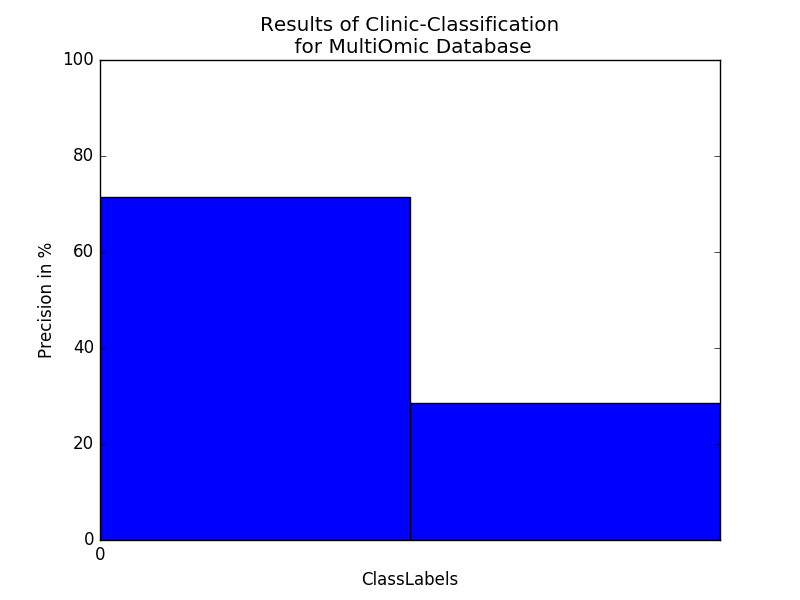 Results of Clinic-Classification
for MultiOmic Database
100
80
60
40
20
0
0
Precision in %
ClassLabels